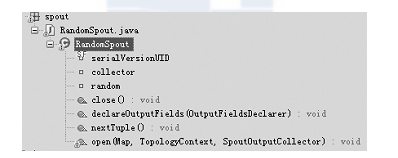 spout
RandomSpout.java
RandomSpout
serialVersionUID
collector
random
close() : void
declareOutputFields(OutputFieldsDeclarer) : void
nextTuple() : void
open(Map, TopologyContext, SpoutOutputCollector) : void